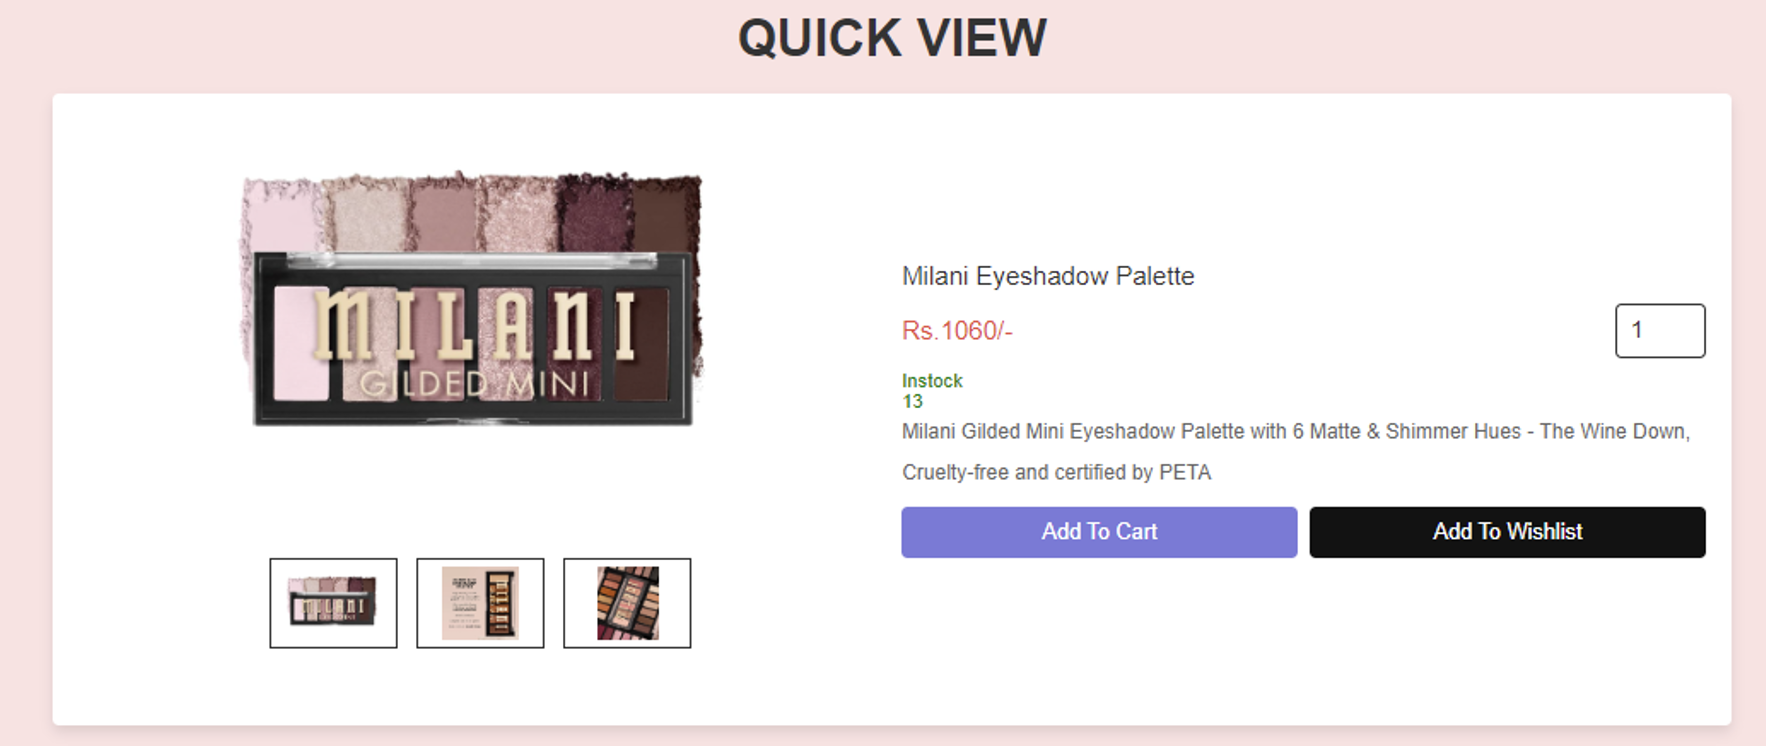 QUICK VIEW
MILANI
GILDED MINI
Milani Eyeshadow Palette
Rs.1060/-
1
Instock
13
Milani Gilded Mini Eyeshadow Palette with 6 Matte & Shimmer Hues - The Wine Down,
Cruelty-free and certified by PETA
Add To Cart
Add To Wishlist
MILANI